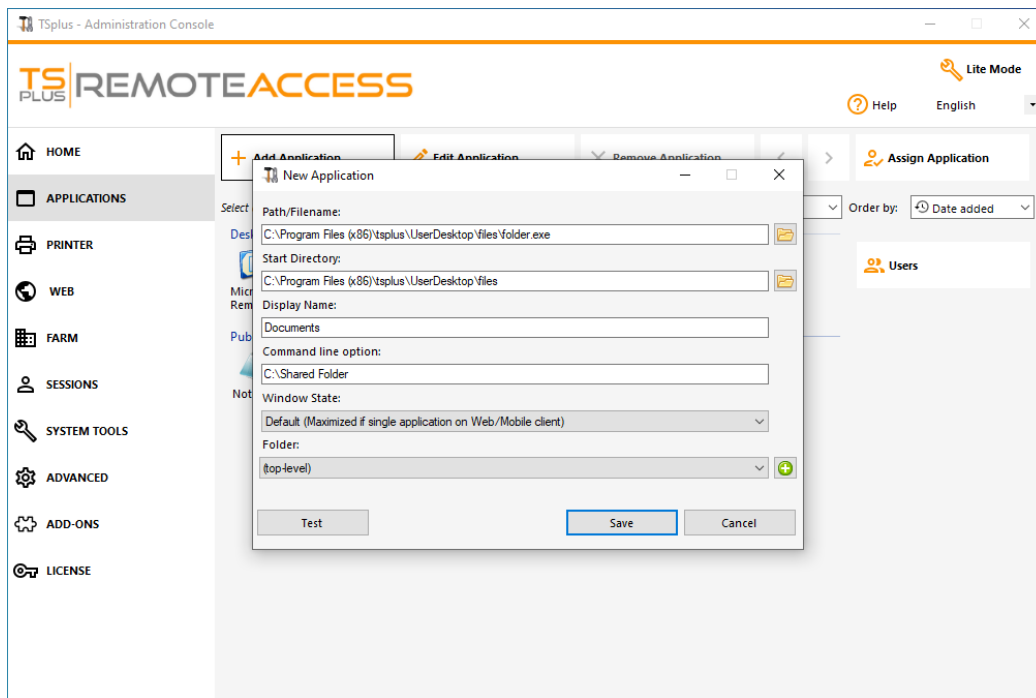 TSplus - Administration Console
TS PLUS REMOTEACCESS
Lite Mode
Help English
HOME
APPLICATIONS
PRINTER
WEB
FARM
SESSIONS
SYSTEM TOOLS
ADVANCED
ADD-ONS
LICENSE
Add Application Edit Application Remove Application Assign Application
Select
Order by: Date added
Users
Rem
Pub
New Application
Path/Filename:
C:\Program Files (x86)\tsplus\UserDesktop\files\folder.exe
Start Directory:
C:\Program Files (x86)\tsplus\UserDesktop\files
Display Name:
Documents
Command line option:
C:\Shared Folder
Window State:
Default (Maximized if single application on Web/Mobile client)
Folder:
(top-level)
Test Save Cancel